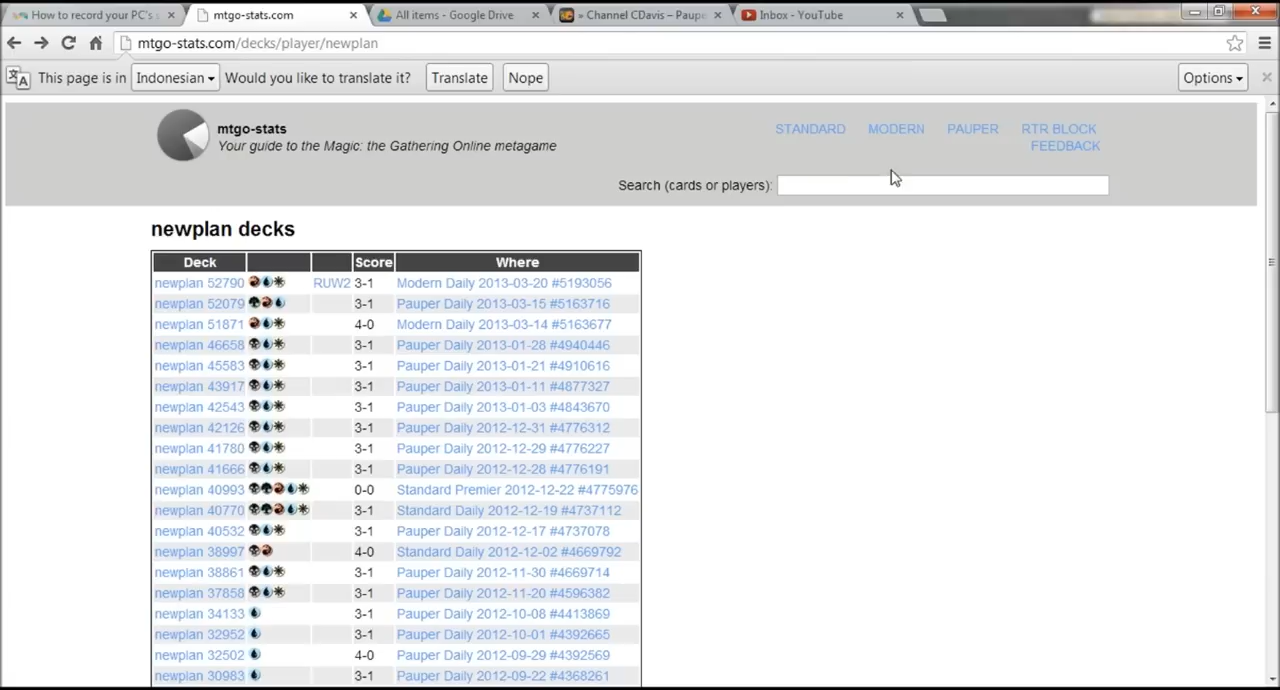 How to record your PC's s
mtgo-stats.com
All items - Google Drive
» Channel CDavis – Paupe
Inbox - YouTube
mtgo-stats.com/decks/player/newplan
This page is in Indonesian Would you like to translate it? Translate Nope Options
mtgo-stats
Your guide to the Magic: the Gathering Online metagame
STANDARD MODERN PAUPER RTR BLOCK
FEEDBACK
Search (cards or players):
newplan decks
Deck Score Where
newplan 52790 RUW2 3-1 Modern Daily 2013-03-20 #5193056
newplan 52079 3-1 Pauper Daily 2013-03-15 #5163716
newplan 51871 4-0 Modern Daily 2013-03-14 #5163677
newplan 46658 3-1 Pauper Daily 2013-01-28 #4940446
newplan 45583 3-1 Pauper Daily 2013-01-21 #4910616
newplan 43917 3-1 Pauper Daily 2013-01-11 #4877327
newplan 42543 3-1 Pauper Daily 2013-01-03 #4843670
newplan 42126 3-1 Pauper Daily 2012-12-31 #4776312
newplan 41780 3-1 Pauper Daily 2012-12-29 #4776227
newplan 41666 3-1 Pauper Daily 2012-12-28 #4776191
newplan 40993 0-0 Standard Premier 2012-12-22 #4775976
newplan 40770 3-1 Standard Daily 2012-12-19 #4737112
newplan 40532 3-1 Pauper Daily 2012-12-17 #4737078
newplan 38997 4-0 Standard Daily 2012-12-02 #4669792
newplan 38861 3-1 Pauper Daily 2012-11-30 #4669714
newplan 37858 3-1 Pauper Daily 2012-11-20 #4596382
newplan 34133 3-1 Pauper Daily 2012-10-08 #4413869
newplan 32952 3-1 Pauper Daily 2012-10-01 #4392665
newplan 32502 4-0 Pauper Daily 2012-09-29 #4392569
newplan 30983 3-1 Pauper Daily 2012-09-22 #4368261